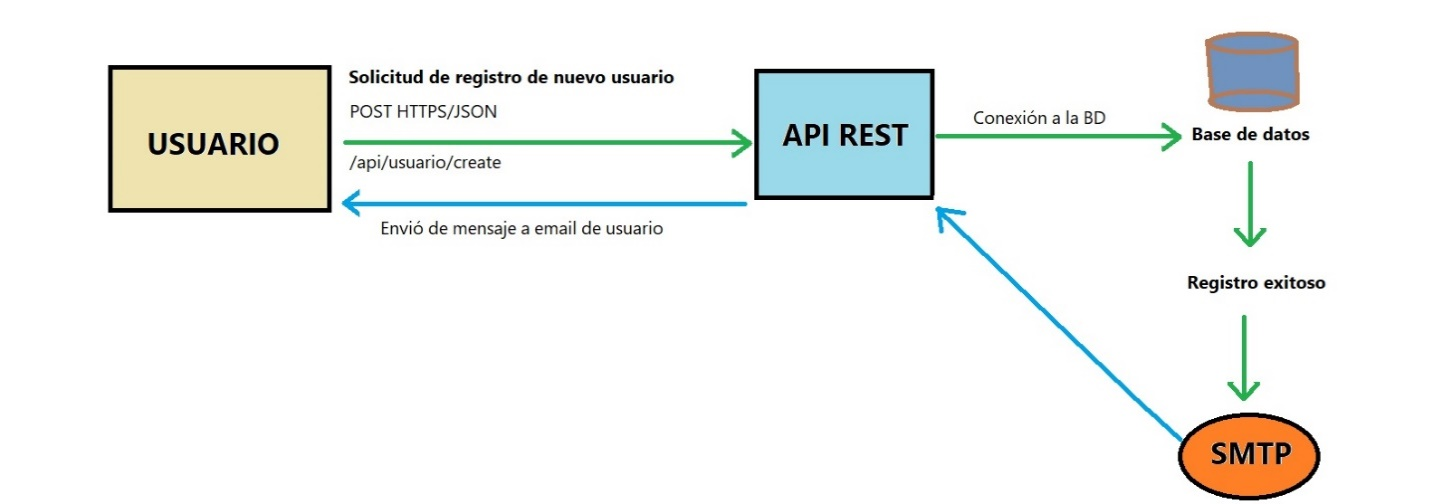 Solicitud de registro de nuevo usuario
POST HTTPS/JSON
USUARIO
/api/usuario/create
Envió de mensaje a email de usuario
API REST
Conexión a la BD
Base de datos
Registro exitoso
SMTP